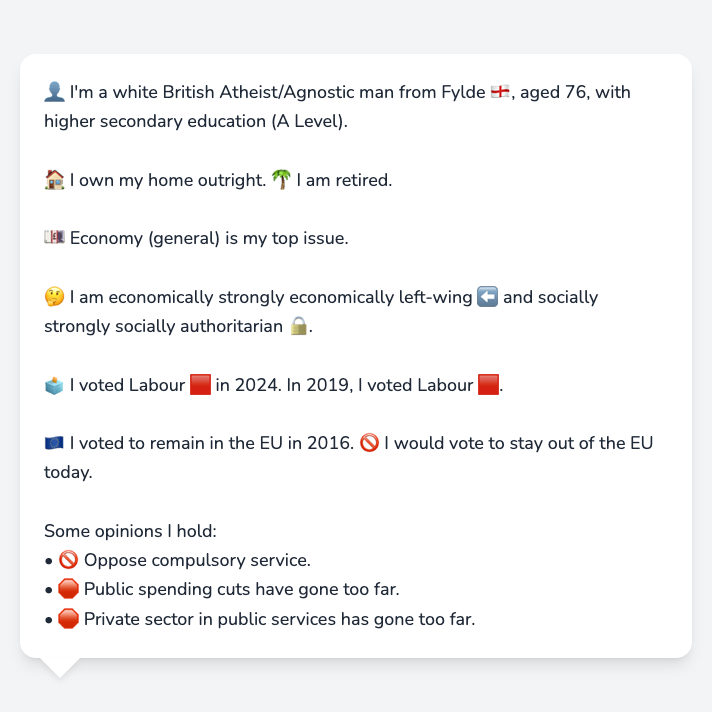 👤 I'm a white British Atheist/Agnostic man from Fylde 🏴󠁧󠁢󠁥󠁮󠁧󠁿, aged 76, with
higher secondary education (A Level).
🏠 I own my home outright. 🌴 I am retired.
💷 Economy (general) is my top issue.
🤔 I am economically strongly economically left-wing ⬅️ and socially
strongly socially authoritarian 🔒.
🗳️ I voted Labour 🟥 in 2024. In 2019, I voted Labour 🟥.
🇪🇺 I voted to remain in the EU in 2016. 🚫 I would vote to stay out of the EU
today.
Some opinions I hold:
• 🚫 Oppose compulsory service.
• 🛑 Public spending cuts have gone too far.
• 🛑 Private sector in public services has gone too far.